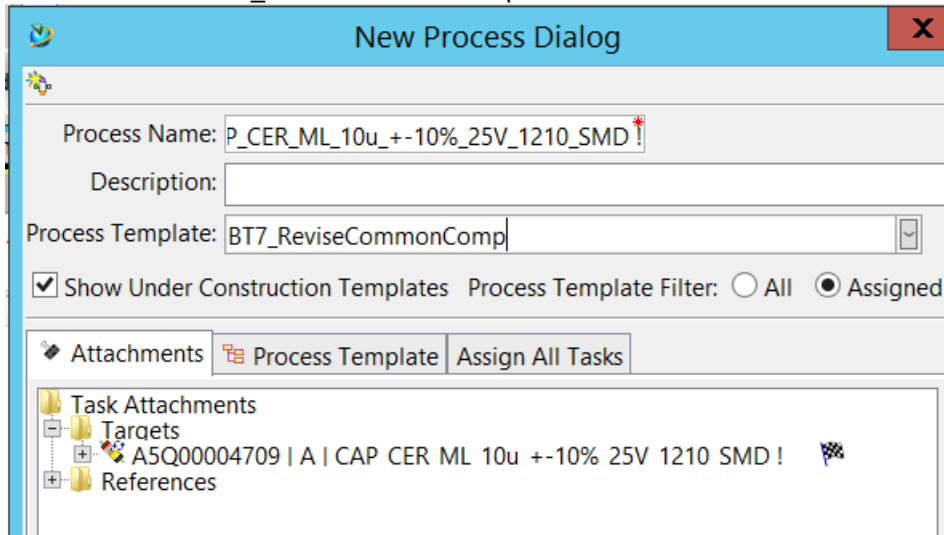 New Process Dialog
X
Process Name: P_CER_ML_10u_+-10%_25V_1210_SMD !
Description:
Process Template: BT7_ReviseCommonComp
Show Under Construction Templates Process Template Filter: All Assigned
Attachments Process Template Assign All Tasks
Task Attachments
Targets
A5Q00004709 | A | CAP CER ML 10u +-10% 25V 1210 SMD !
References